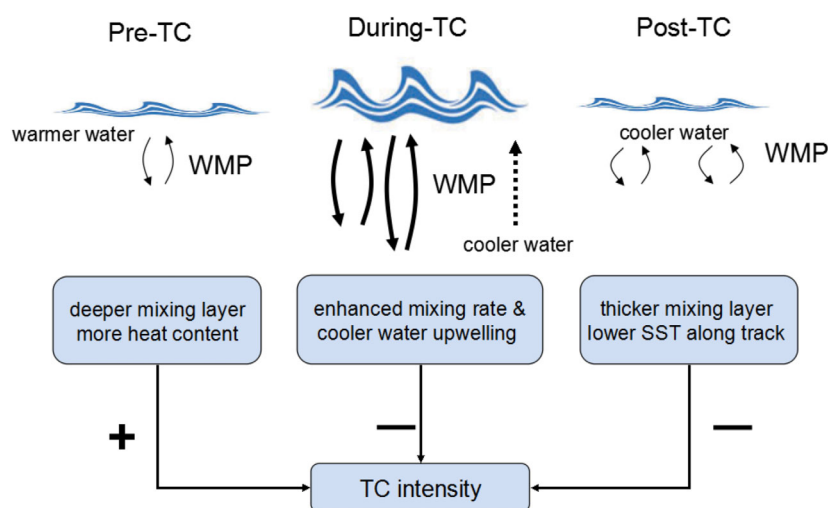 Pre-TC
During-TC
Post-TC
warmer water
WMP
WMP
cooler water
cooler water
WMP
deeper mixing layer
more heat content
enhanced mixing rate &
cooler water upwelling
thicker mixing layer
lower SST along track
+
—
—
TC intensity